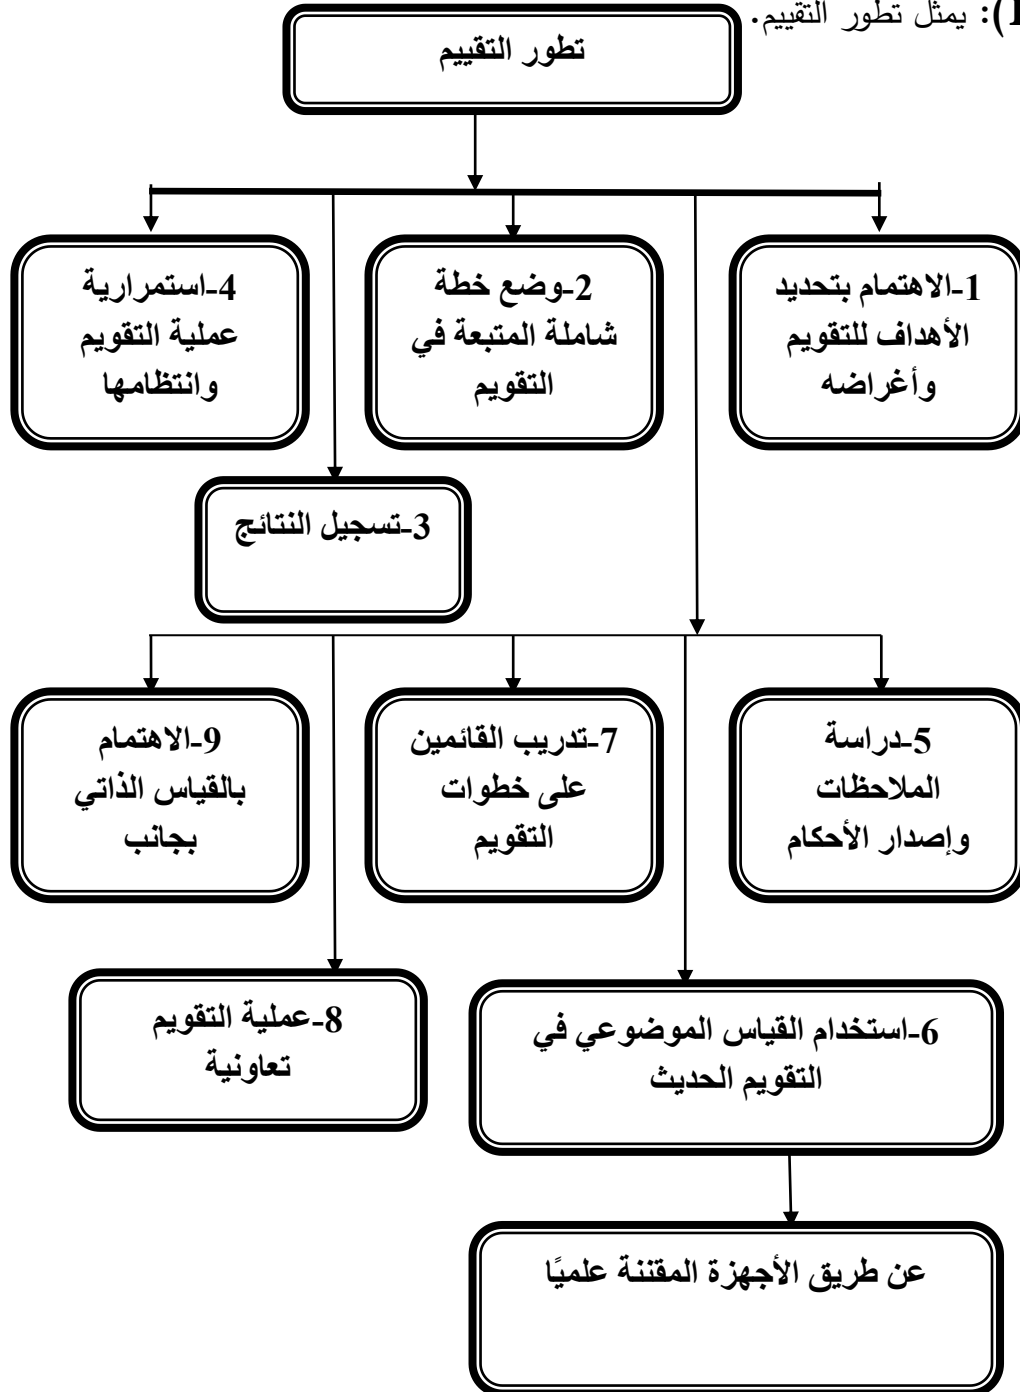 1): يمثل تطور التقييم.
تطور التقييم
1-الاهتمام بتحديد
الأهداف للتقويم
وأغراضه
2-وضع خطة
شاملة المتبعة في
التقويم
4-استمرارية
عملية التقويم
وانتظامها
3-تسجيل النتائج
5-دراسة
الملاحظات
وإصدار الأحكام
7-تدريب القائمين
على خطوات
التقويم
9-الاهتمام
بالقياس الذاتي
بجانب
6-استخدام القياس الموضوعي في
التقويم الحديث
8-عملية التقويم
تعاونية
عن طريق الأجهزة المقننة علميًا